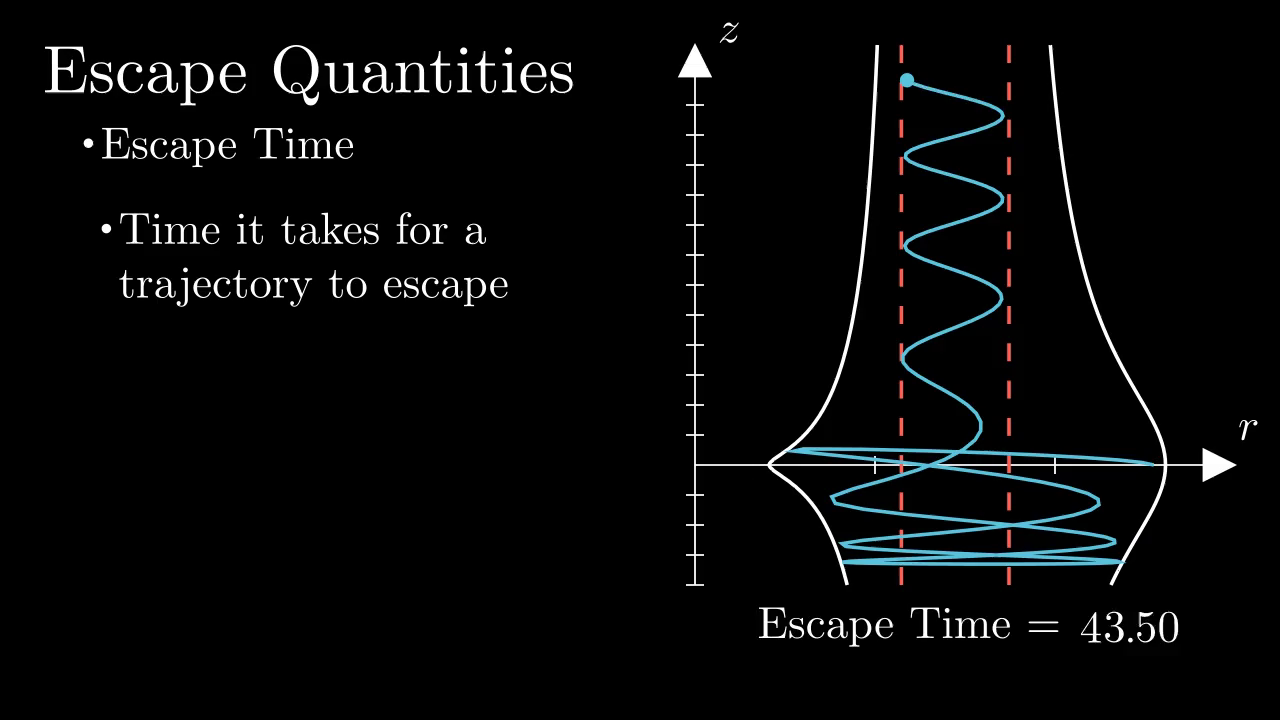 Escape Quantities
•Escape Time
•Time it takes for a
trajectory to escape
z
r
Escape Time = 43.50